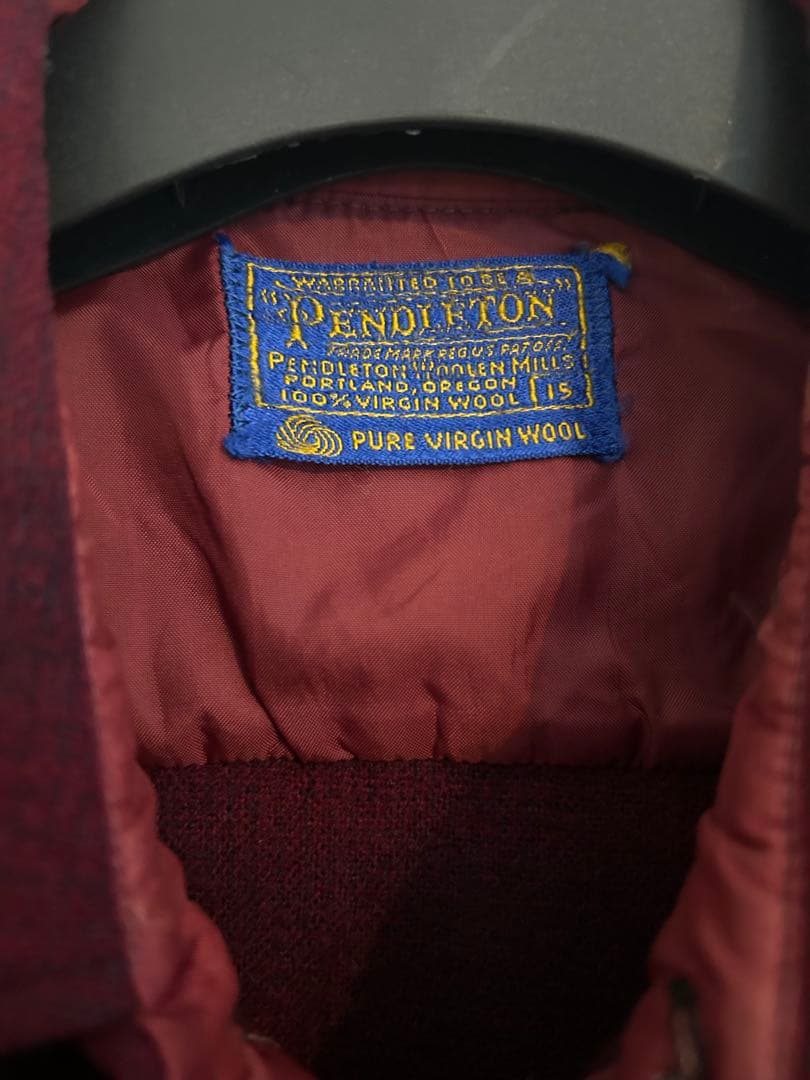 WARRANTED TO BE A
"PENDLETON"
TRADE MARK REG U S PAT OFF.
PENDLETON WOOLEN MILLS
PORTLAND, OREGON
100% VIRGIN WOOL 15
PURE VIRGIN WOOL